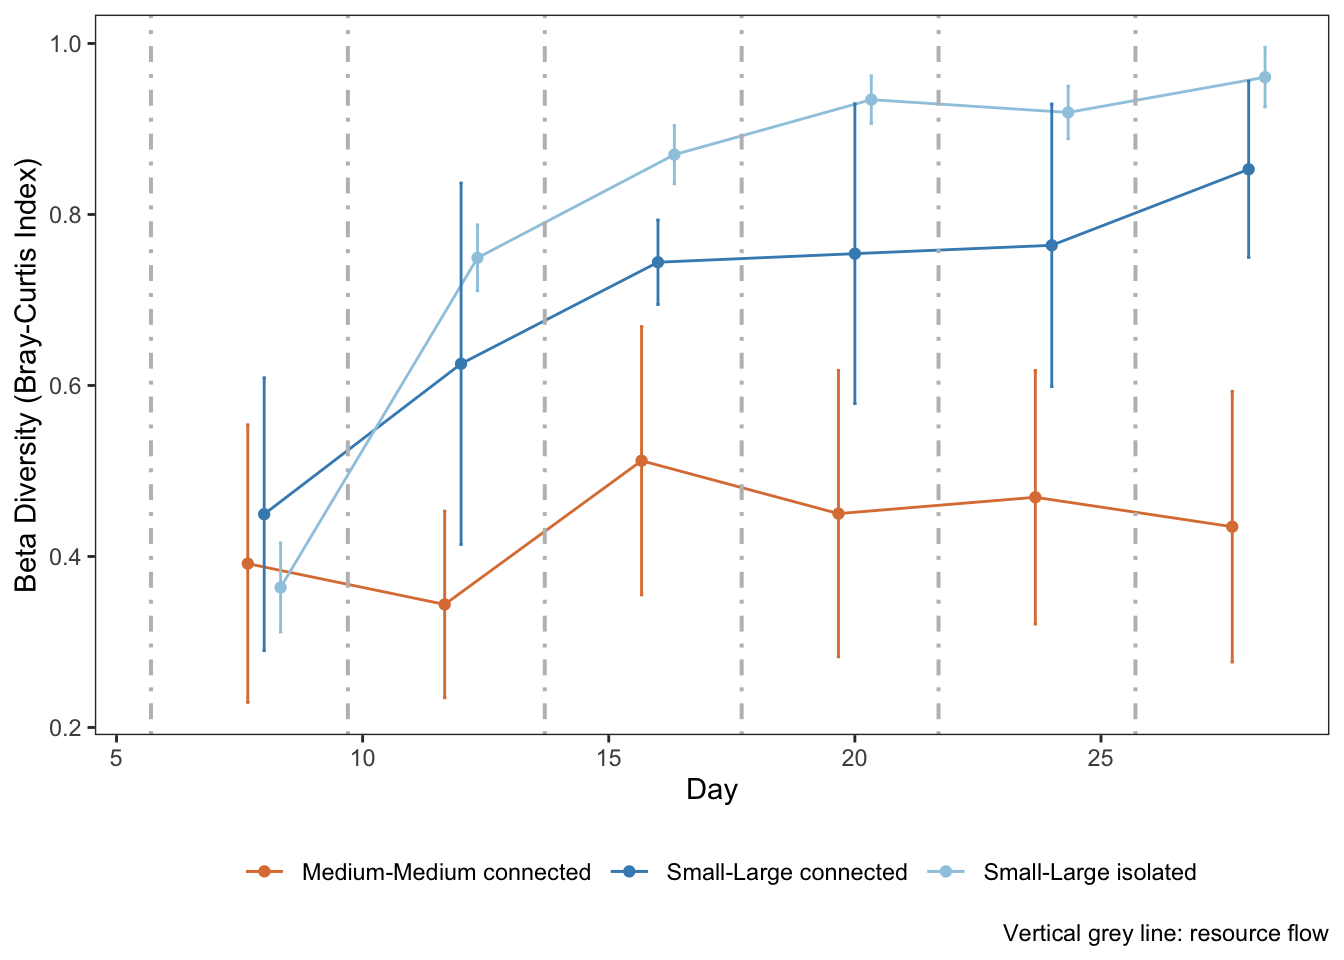 Beta Diversity (Bray-Curtis Index)
1.0
0.8
0.6
0.4
0.2
5 10 15 20 25
Day
Medium-Medium connected Small-Large connected Small-Large isolated
Vertical grey line: resource flow